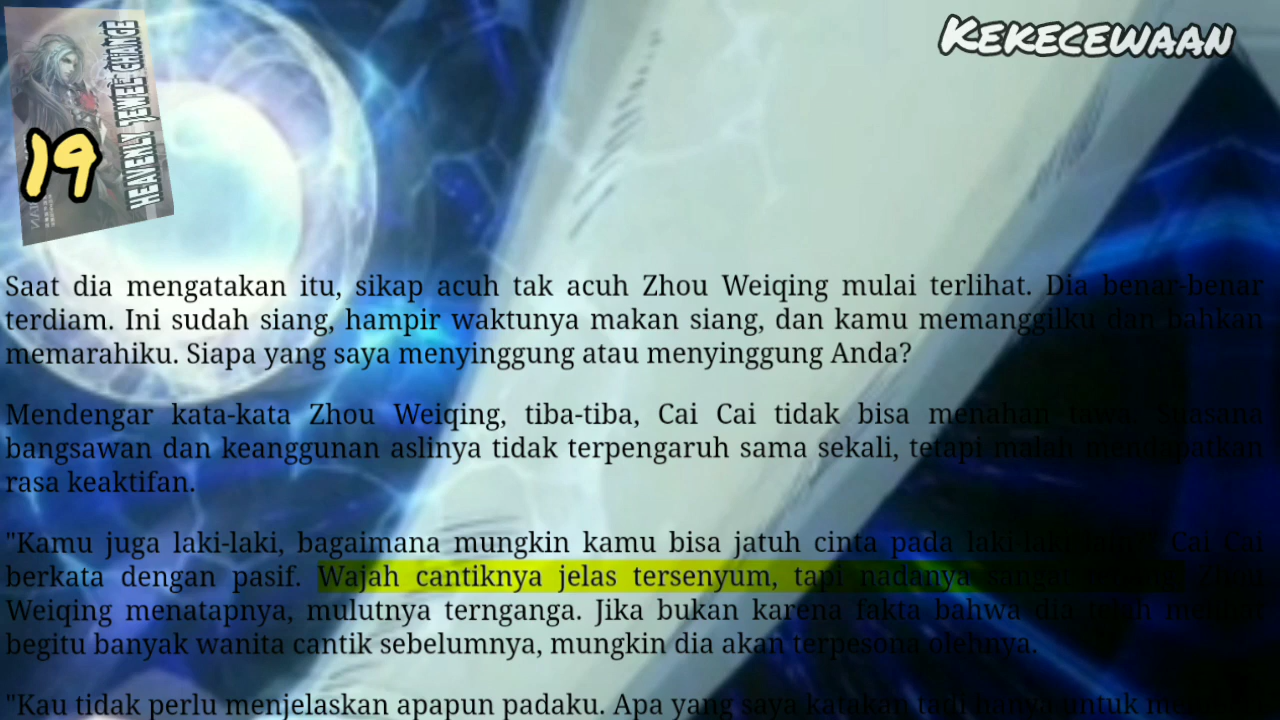 Kekecewaan
HEAVENLY JEWEL CHANGE
19
Saat dia mengatakan itu, sikap acuh tak acuh Zhou Weiqing mulai terlihat. Dia benar-benar
terdiam. Ini sudah siang, hampir waktunya makan siang, dan kamu memanggilku dan bahkan
memarahiku. Siapa yang saya menyinggung atau menyinggung Anda?
Mendengar kata-kata Zhou Weiqing, tiba-tiba, Cai Cai tidak bisa menahan tawa. Suasana
bangsawan dan keanggunan aslinya tidak terpengaruh sama sekali, tetapi malah mendapatkan
rasa keaktifan.
"Kamu juga laki-laki, bagaimana mungkin kamu bisa jatuh cinta pada Cai Cai
berkata dengan pasif. Wajah cantiknya jelas tersenyum, tapi nadanya sangat Zhou
Weiqing menatapnya, mulutnya ternganga. Jika bukan karena fakta bahwa dia telah melihat
begitu banyak wanita cantik sebelumnya, mungkin dia akan terpesona olehnya.
"Kau tidak perlu menjelaskan apapun padaku. Apa yang saya katakan tadi hanya untuk